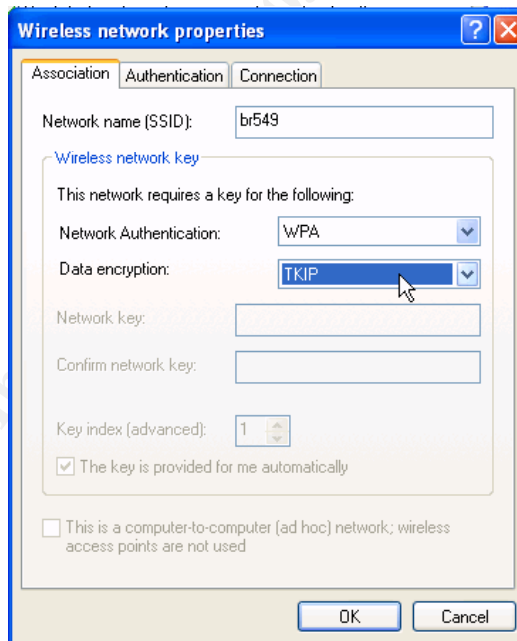 Wireless network properties
Association Authentication Connection
Network name (SSID): br549
Wireless network key
This network requires a key for the following:
Network Authentication: WPA
Data encryption: TKIP
Network key:
Confirm network key:
Key index (advanced): 1
The key is provided for me automatically
This is a computer-to-computer (ad hoc) network; wireless
access points are not used
OK Cancel